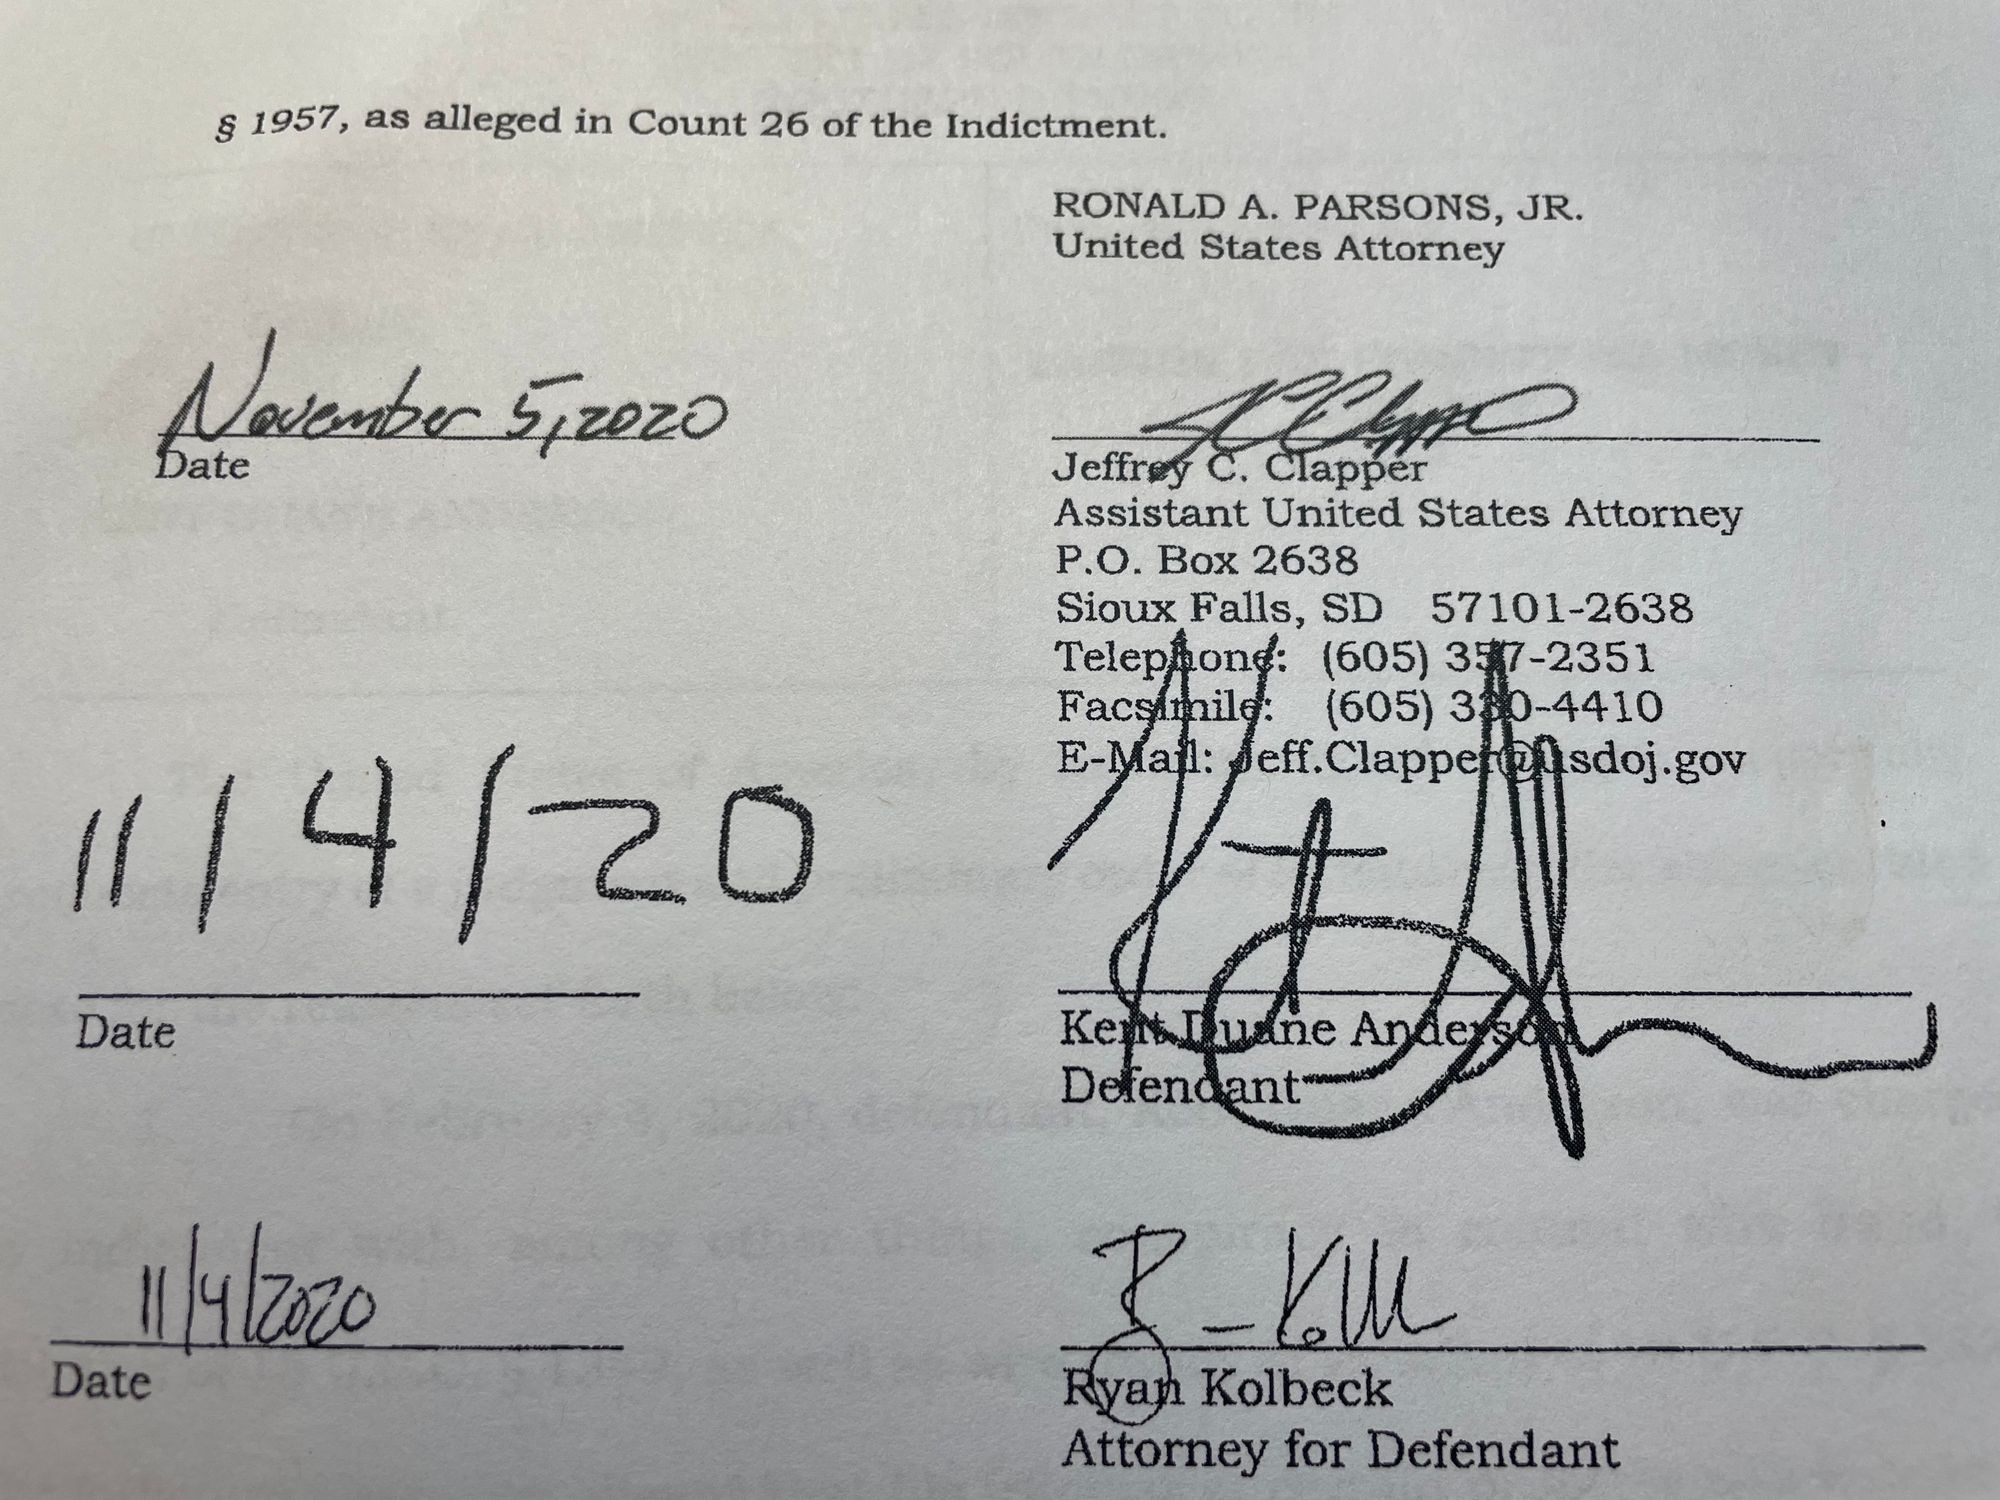 § 1957, as alleged in Count 26 of the Indictment.
RONALD A. PARSONS, JR.
United States Attorney
November 5, 2020
Date
Jeffrey C. Clapper
Assistant United States Attorney
P.O. Box 2638
Sioux Falls, SD 57101-2638
Telephone: (605) 357-2351
Facsimile: (605) 330-4410
E-Mail: Jeff.Clapper@usdoj.gov
11/4/20
Date
Kent Duane Anderson
Defendant
11/4/2020
Date
Ryan Kolbeck
Attorney for Defendant